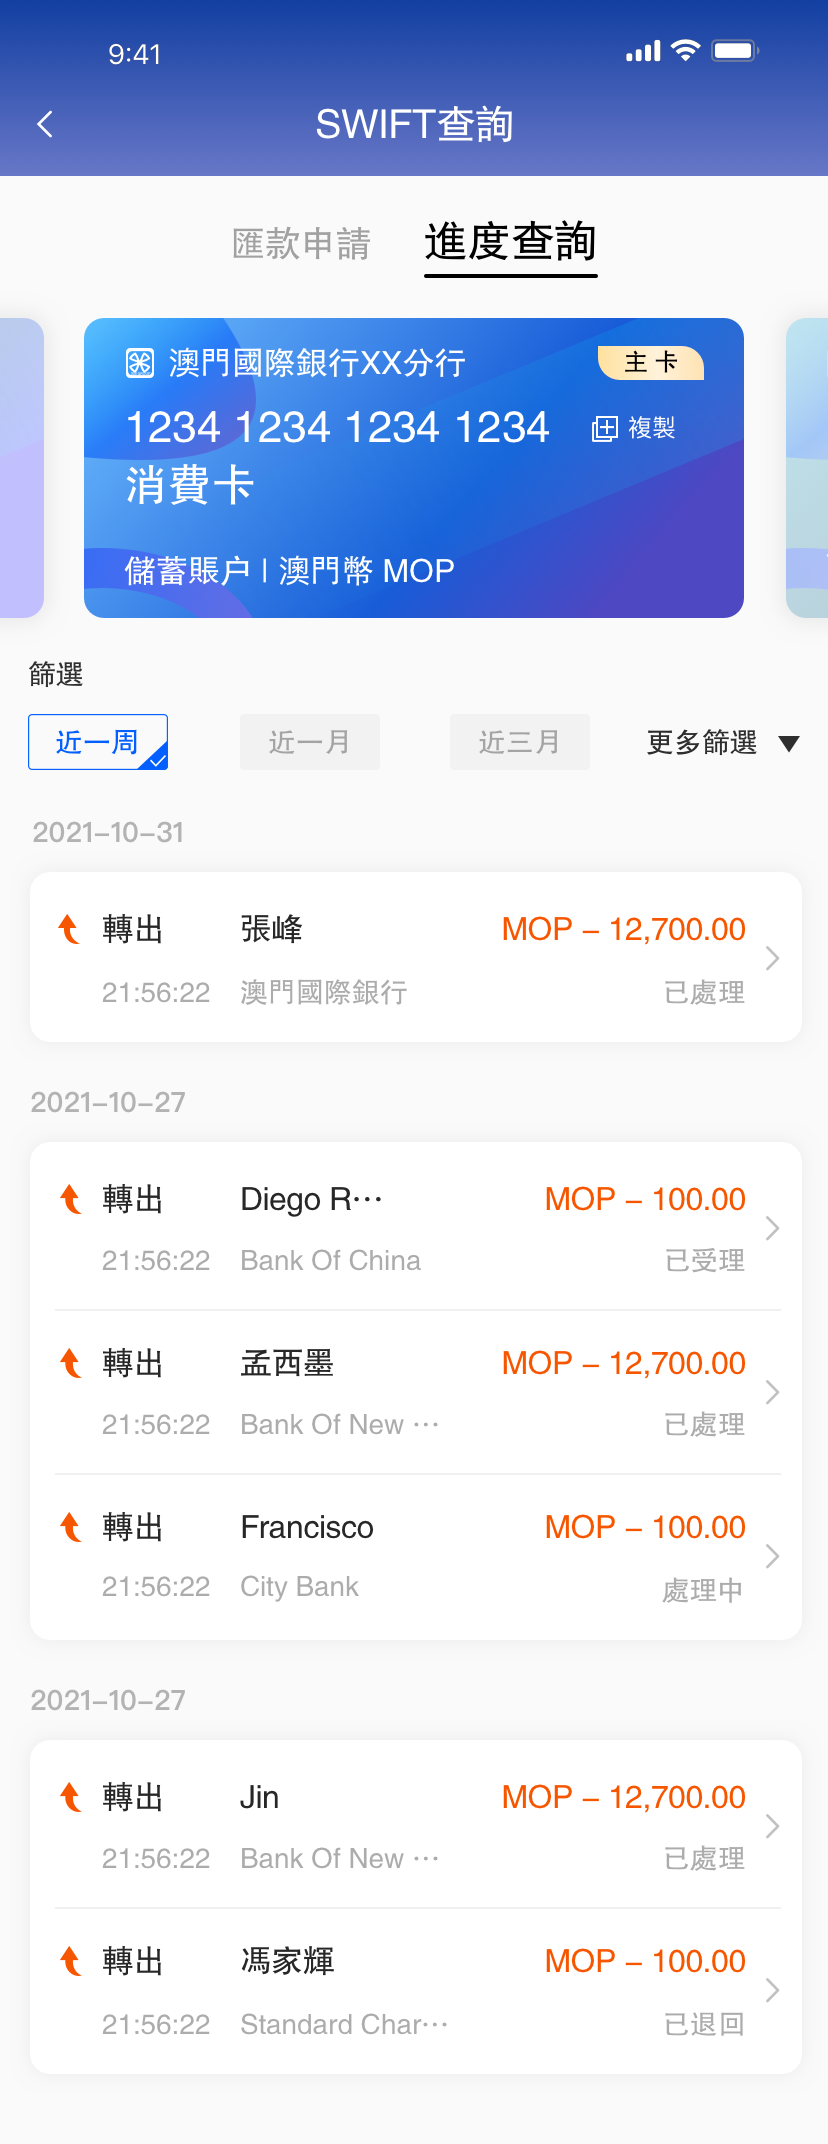 9:41
SWIFT查詢
匯款申請 進度查詢
澳門國際銀行XX分行 主 卡
1234 1234 1234 1234 複製
消費卡
儲蓄賬户 | 澳門幣 MOP
篩選
近一周 近一月 近三月 更多篩選
2021-10-31
轉出 張峰 MOP – 12,700.00
21:56:22 澳門國際銀行 已處理
2021-10-27
轉出 Diego R···
MOP – 100.00
21:56:22 Bank Of China 已受理
轉出 孟西墨 MOP – 12,700.00
21:56:22 Bank Of New ··· 已處理
轉出 Francisco MOP – 100.00
21:56:22 City Bank 處理中
2021-10-27
轉出 Jin MOP – 12,700.00
21:56:22 Bank Of New ··· 已處理
轉出 馮家輝 MOP – 100.00
21:56:22 Standard Char··· 已退回